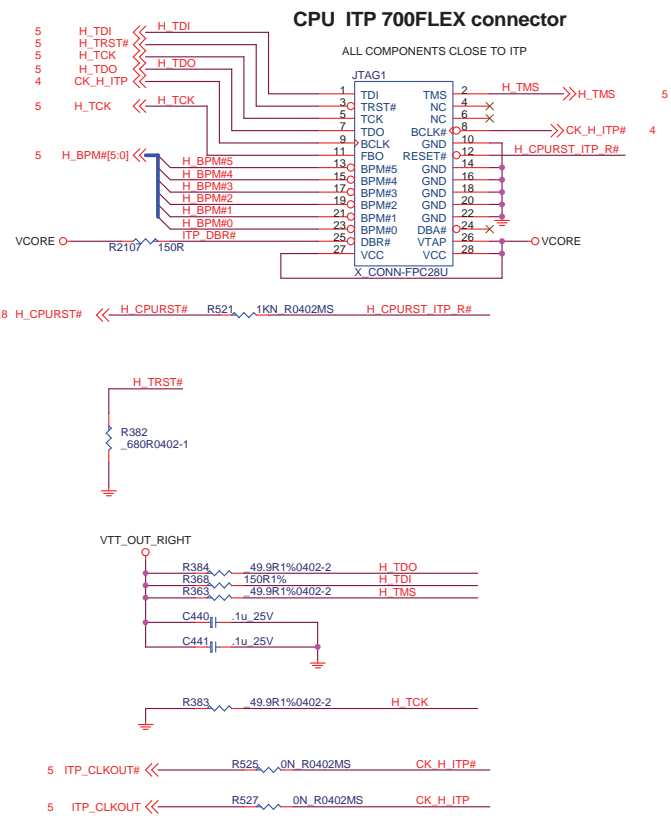 CPU ITP 700FLEX connector
ALL COMPONENTS CLOSE TO ITP
5 H_TDI H_TDI
5 H_TRST#
5 H_TCK
5 H_TDO H_TDO
4 CK_H_ITP
5 H_TCK H_TCK
5 H_BPM#[5:0]
H_BPM#5
H_BPM#4
H_BPM#3
H_BPM#2
H_BPM#1
H_BPM#0
ITP_DBR#
VCORE
R2107 150R
JTAG1
1 TDI TMS 2 H_TMS H_TMS 5
3 TRST# NC 4
5 TCK NC 6
7 TDO BCLK# 8 CK_H_ITP# 4
9 BCLK GND 10
11 FBO RESET# 12 H_CPURST_ITP_R#
13 BPM#5 GND 14
15 BPM#4 GND 16
17 BPM#3 GND 18
19 BPM#2 GND 20
21 BPM#1 GND 22
23 BPM#0 DBA# 24
25 DBR# VTAP 26 VCORE
27 VCC VCC 28
X_CONN-FPC28U
8 H_CPURST# H_CPURST# R521 1KN_R0402MS H_CPURST_ITP_R#
H_TRST#
R382
_680R0402-1
VTT_OUT_RIGHT
R384 _49.9R1%0402-2 H_TDO
R368 150R1% H_TDI
R363 _49.9R1%0402-2 H_TMS
C440 .1u_25V
C441 .1u_25V
R383 _49.9R1%0402-2 H_TCK
5 ITP_CLKOUT# R525 0N_R0402MS CK_H_ITP#
5 ITP_CLKOUT R527 0N_R0402MS CK_H_ITP